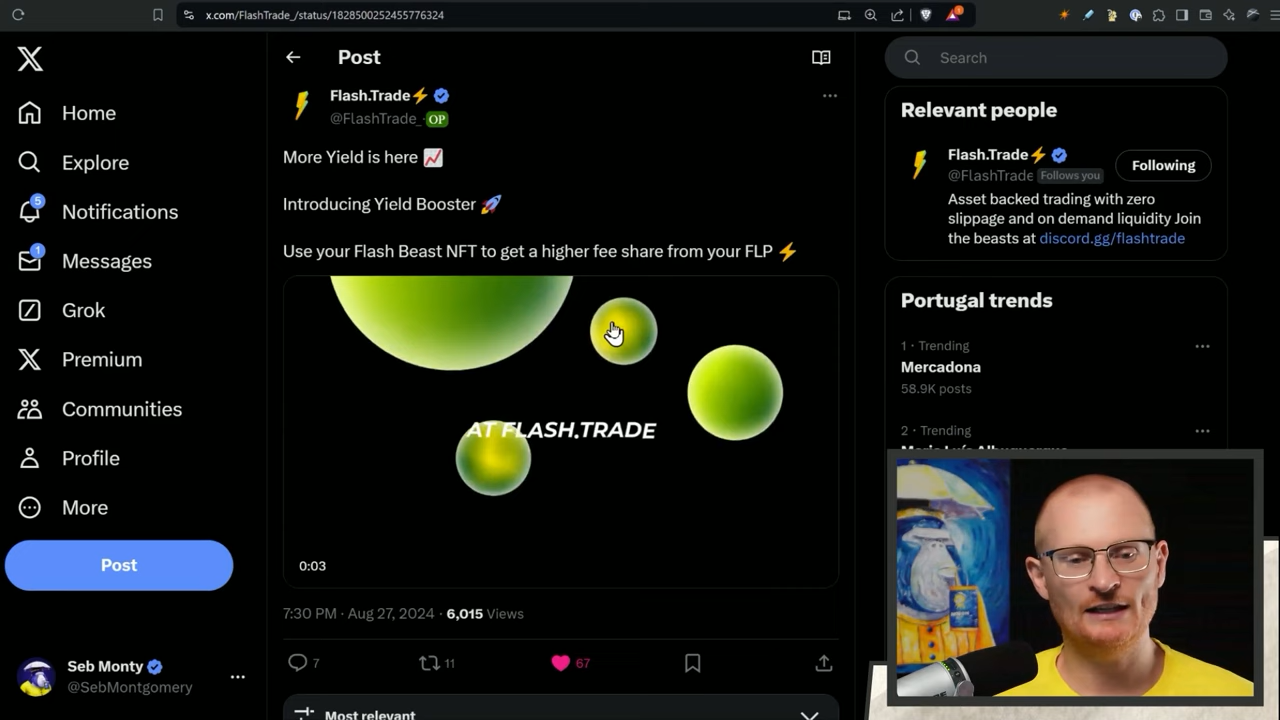 x.com/FlashTrade_/status/1828500252455776324
Home
Explore
5
Notifications
1
Messages
Grok
Premium
Communities
Profile
More
Post
Seb Monty
@SebMontgomery
Post
Flash.Trade⚡
@FlashTrade_ OP
More Yield is here 📈
Introducing Yield Booster 🚀
Use your Flash Beast NFT to get a higher fee share from your FLP ⚡
AT FLASH.TRADE
0:03
7:30 PM · Aug 27, 2024 · 6,015 Views
7 11 67
Most relevant
Search
Relevant people
Flash.Trade⚡
@FlashTrade Follows you
Following
Asset backed trading with zero
slippage and on demand liquidity Join
the beasts at discord.gg/flashtrade
Portugal trends
1 · Trending
Mercadona
58.9K posts
2 · Trending